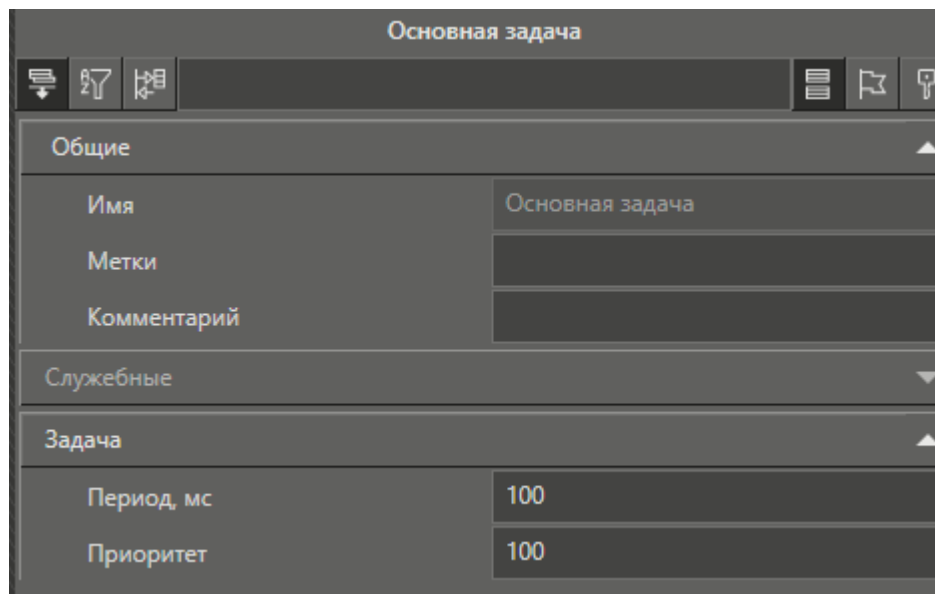 Основная задача
Общие
Имя Основная задача
Метки
Комментарий
Служебные
Задача
Период, мс 100
Приоритет 100